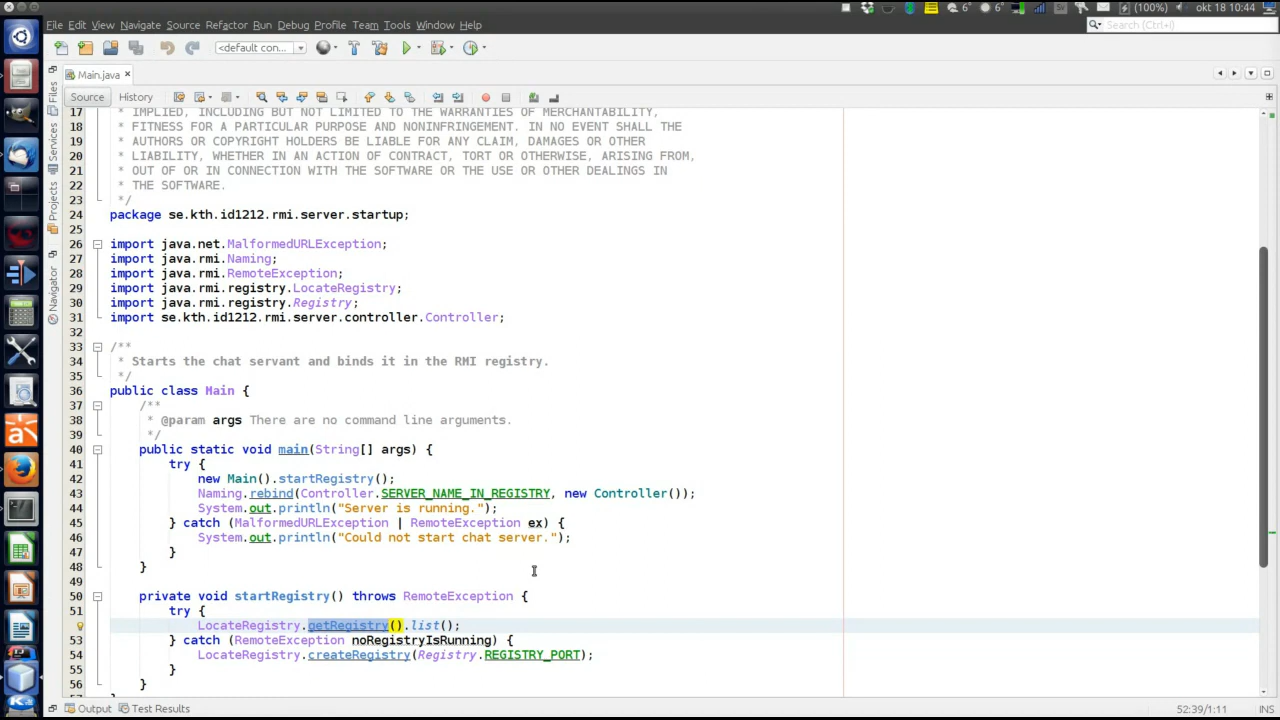 File Edit View Navigate Source Refactor Run Debug Profile Team Tools Window Help
(100%) okt 18 10:44
Search (Ctrl+I)
<default con...
Main.java
Source History
Files
Services
Projects
Navigator
17 * IMPLIED, INCLUDING BUT NOT LIMITED TO THE WARRANTIES OF MERCHANTABILITY,
18 * FITNESS FOR A PARTICULAR PURPOSE AND NONINFRINGEMENT. IN NO EVENT SHALL THE
19 * AUTHORS OR COPYRIGHT HOLDERS BE LIABLE FOR ANY CLAIM, DAMAGES OR OTHER
20 * LIABILITY, WHETHER IN AN ACTION OF CONTRACT, TORT OR OTHERWISE, ARISING FROM,
21 * OUT OF OR IN CONNECTION WITH THE SOFTWARE OR THE USE OR OTHER DEALINGS IN
22 * THE SOFTWARE.
23 */
24 package se.kth.id1212.rmi.server.startup;
25
26 import java.net.MalformedURLException;
27 import java.rmi.Naming;
28 import java.rmi.RemoteException;
29 import java.rmi.registry.LocateRegistry;
30 import java.rmi.registry.Registry;
31 import se.kth.id1212.rmi.server.controller.Controller;
32
33 /**
34 * Starts the chat servant and binds it in the RMI registry.
35 */
36 public class Main {
37 /**
38 * @param args There are no command line arguments.
39 */
40 public static void main(String[] args) {
41 try {
42 new Main().startRegistry();
43 Naming.rebind(Controller.SERVER_NAME_IN_REGISTRY, new Controller());
44 System.out.println("Server is running.");
45 } catch (MalformedURLException | RemoteException ex) {
46 System.out.println("Could not start chat server.");
47 }
48 }
49
50 private void startRegistry() throws RemoteException {
51 try {
LocateRegistry.getRegistry().list();
53 } catch (RemoteException noRegistryIsRunning) {
54 LocateRegistry.createRegistry(Registry.REGISTRY_PORT);
55 }
56 }
Output Test Results
52:39/1:11 INS